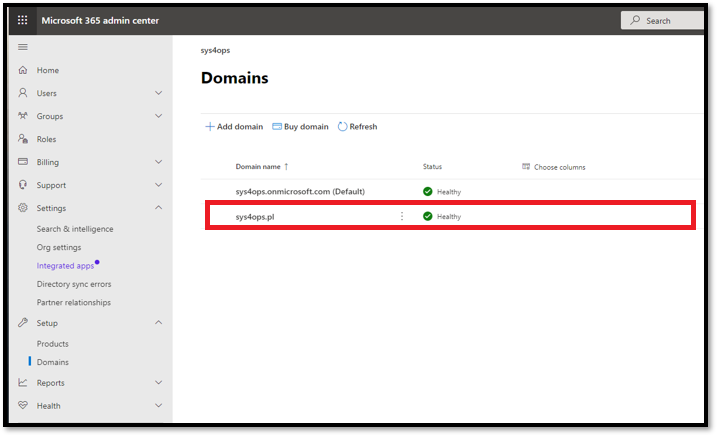 Microsoft 365 admin center
Search
Home
Users
Groups
Roles
Billing
Support
Settings
Search & intelligence
Org settings
Integrated apps
Directory sync errors
Partner relationships
Setup
Products
Domains
Reports
Health
sys4ops
Domains
Add domain Buy domain Refresh
Domain name ↑ Status Choose columns
sys4ops.onmicrosoft.com (Default) Healthy
sys4ops.pl Healthy